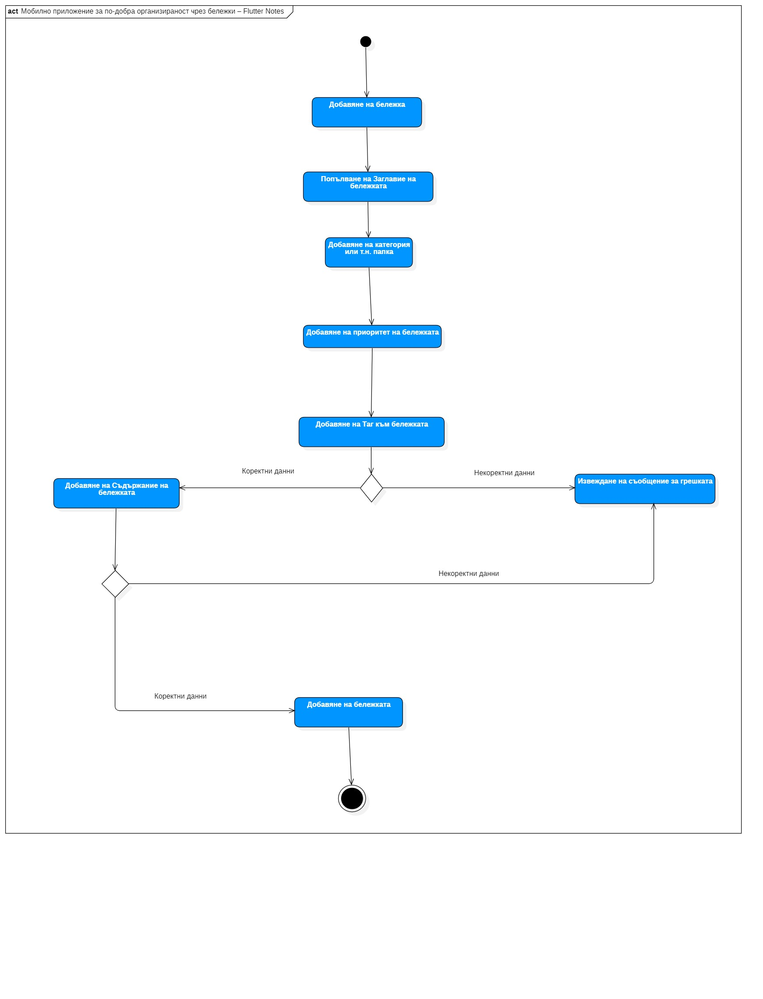 act Мобилно приложение за по-добра организираност чрез бележки – Flutter Notes
Добавяне на бележка
Попълване на Заглавие на
бележката
Добавяне на категория
или т.н. папка
Добавяне на приоритет на бележката
Добавяне на Таг към бележката
Коректни данни
Некоректни данни
Добавяне на Съдържание на
бележката
Извеждане на съобщение за грешката
Некоректни данни
Коректни данни
Добавяне на бележката